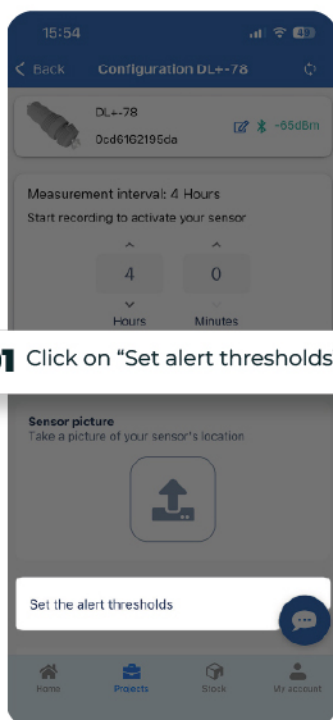 15:54
49
Back
Configuration DL+-78
DL+-78
0cd6162195da
-65dBm
Measurement interval: 4 Hours
Start recording to activate your sensor
4 0
Hours Minutes
1 Click on "Set alert thresholds
Sensor picture
Take a picture of your sensor's location
Set the alert thresholds
Home Projects Stock My account